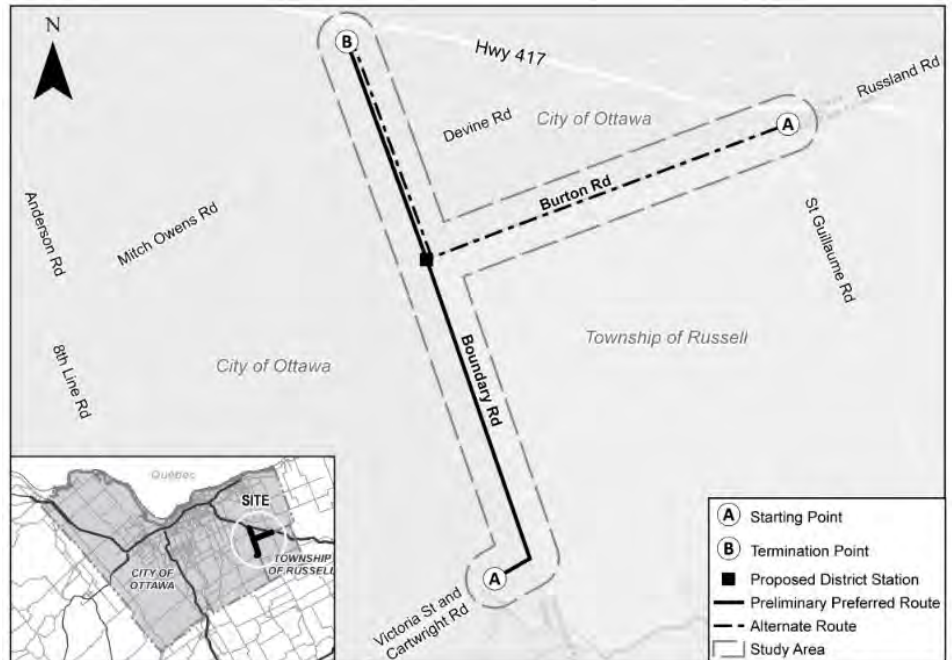 N
B
Hwy 417
Russland Rd
A
Devine Rd
City of Ottawa
Burton Rd
Anderson Rd
Mitch Owens Rd
St Guillaume Rd
Township of Russell
Boundary Rd
City of Ottawa
8th Line Rd
A
Victoria St and
Cartwright Rd
Québec
SITE
CITY OF
OTTAWA
TOWNSHIP
OF RUSSELL
A Starting Point
B Termination Point
Proposed District Station
Preliminary Preferred Route
Alternate Route
Study Area